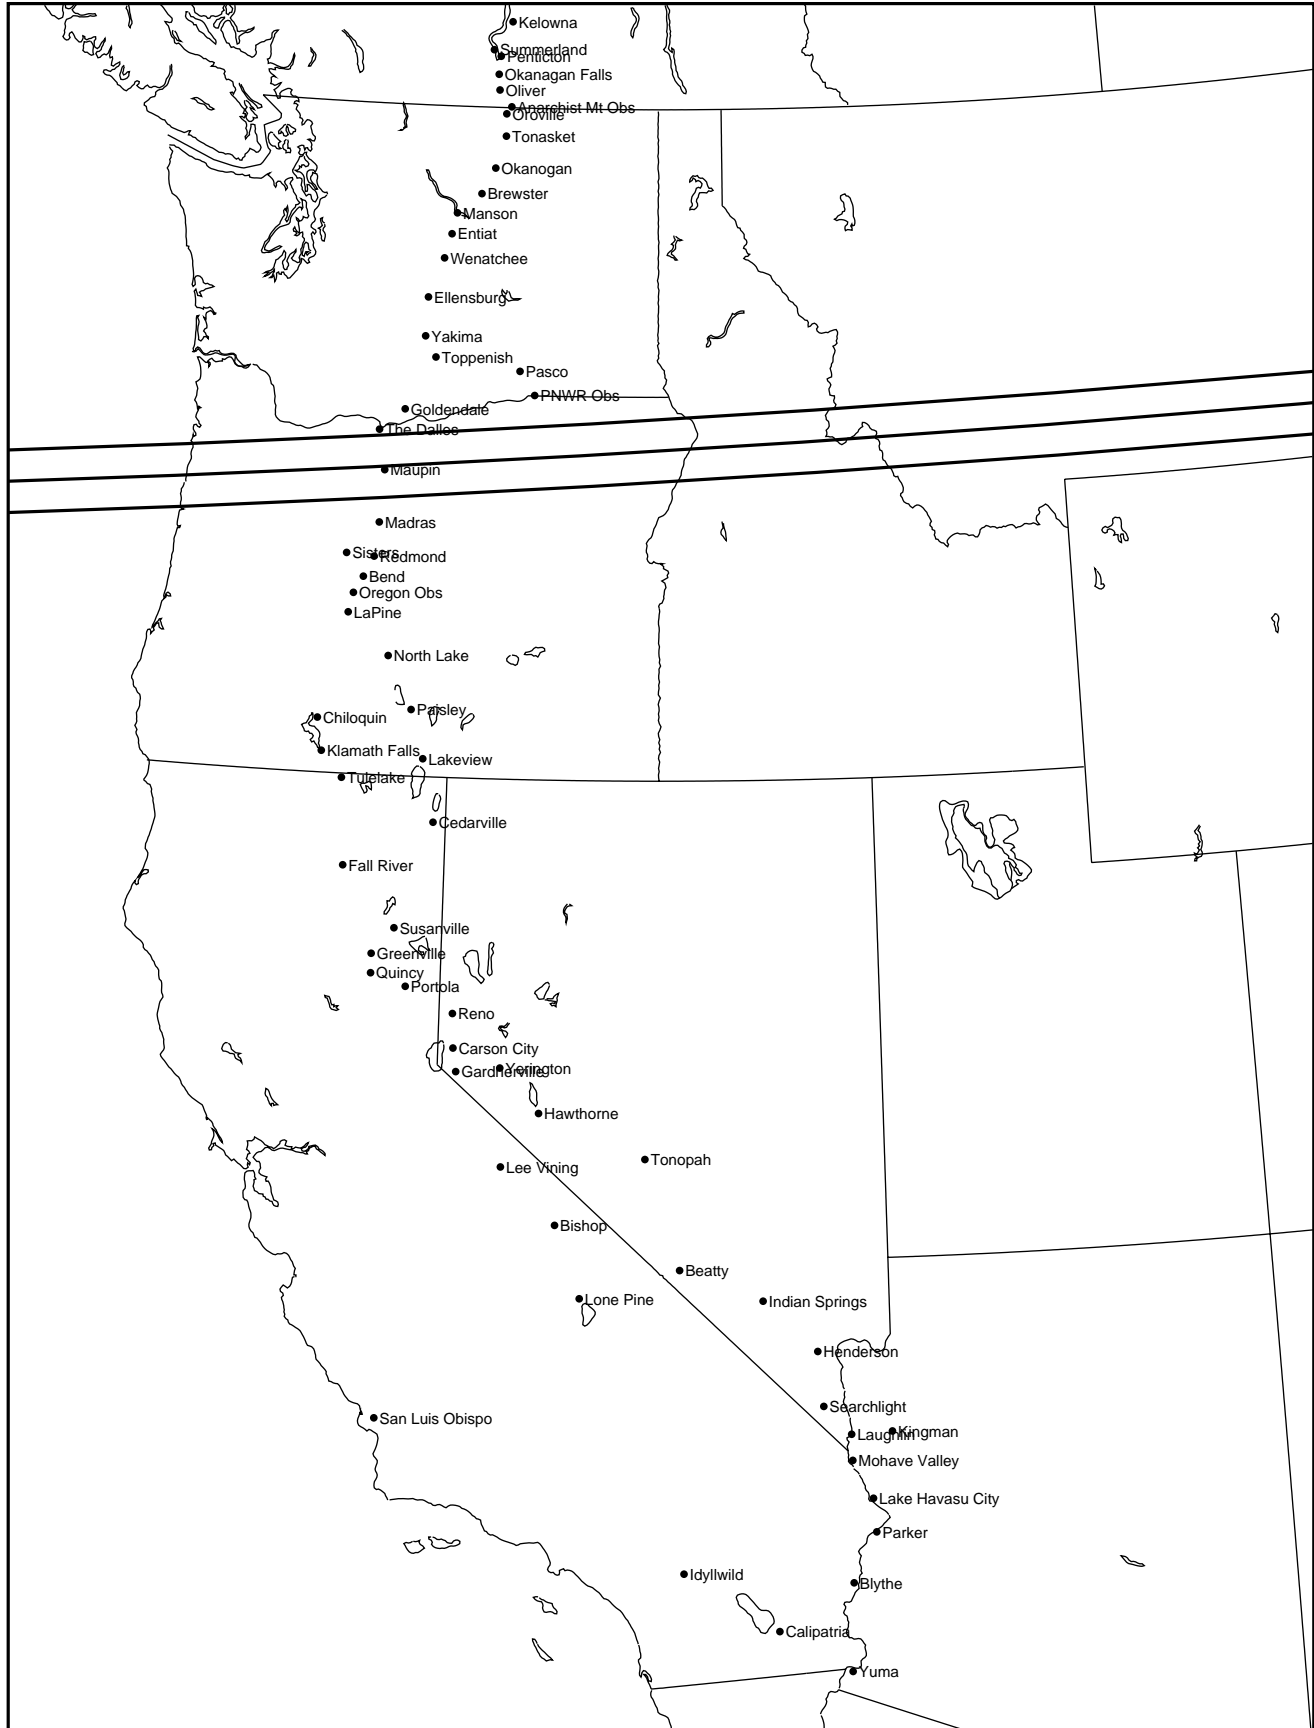 Kelowna
Summerland
Penticton
Okanagan Falls
Oliver
Anarchist Mt Obs
Oroville
Tonasket
Okanogan
Brewster
Manson
Entiat
Wenatchee
Ellensburg
Yakima
Toppenish
Pasco
PNWR Obs
Goldendale
The Dalles
Maupin
Madras
Sisters
Redmond
Bend
Oregon Obs
LaPine
North Lake
Paisley
Chiloquin
Klamath Falls
Lakeview
Tulelake
Cedarville
Fall River
Susanville
Greenville
Quincy
Portola
Reno
Carson City
Yerington
Gardnerville
Hawthorne
Tonopah
Lee Vining
Bishop
Beatty
Lone Pine
Indian Springs
Henderson
Searchlight
San Luis Obispo
Kingman
Laughlin
Mohave Valley
Lake Havasu City
Parker
Idyllwild
Blythe
Calipatria
Yuma